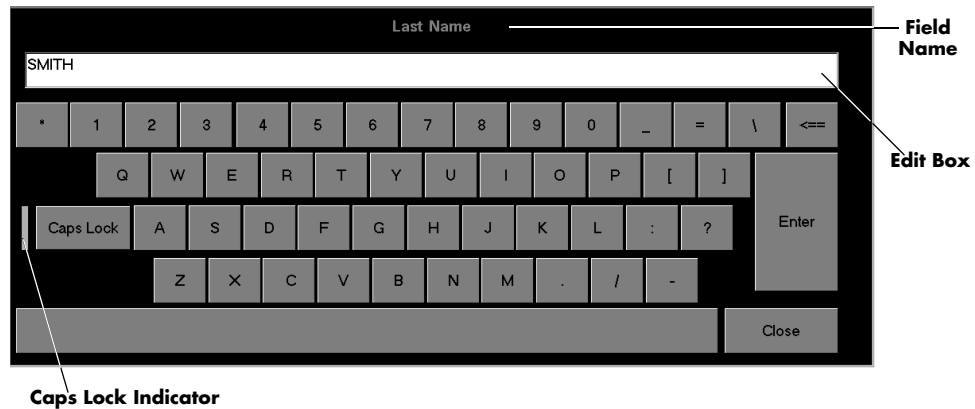 Last Name
Field
Name
SMITH
* 1 2 3 4 5 6 7 8 9 0 _ = \ <==
Edit Box
Q W E R T Y U I O P [ ]
Enter
Caps Lock A S D F G H J K L : ?
Z X C V B N M . / -
Close
Caps Lock Indicator